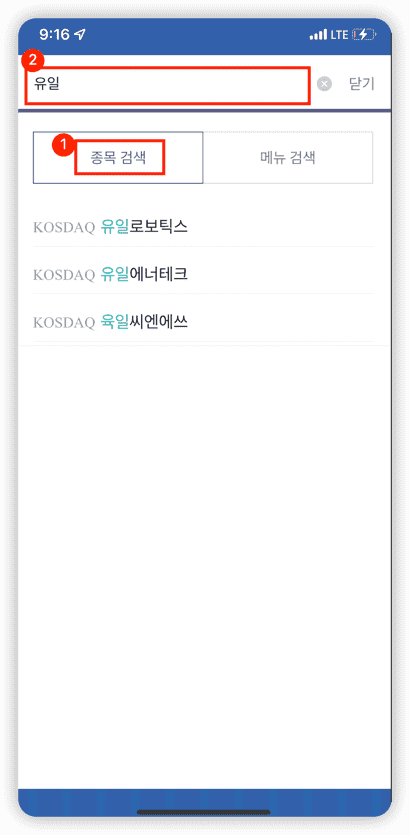 9:16 LTE
2
유일 닫기
1
종목 검색 메뉴 검색
KOSDAQ 유일로보틱스
KOSDAQ 유일에너테크
KOSDAQ 육일씨엔에쓰